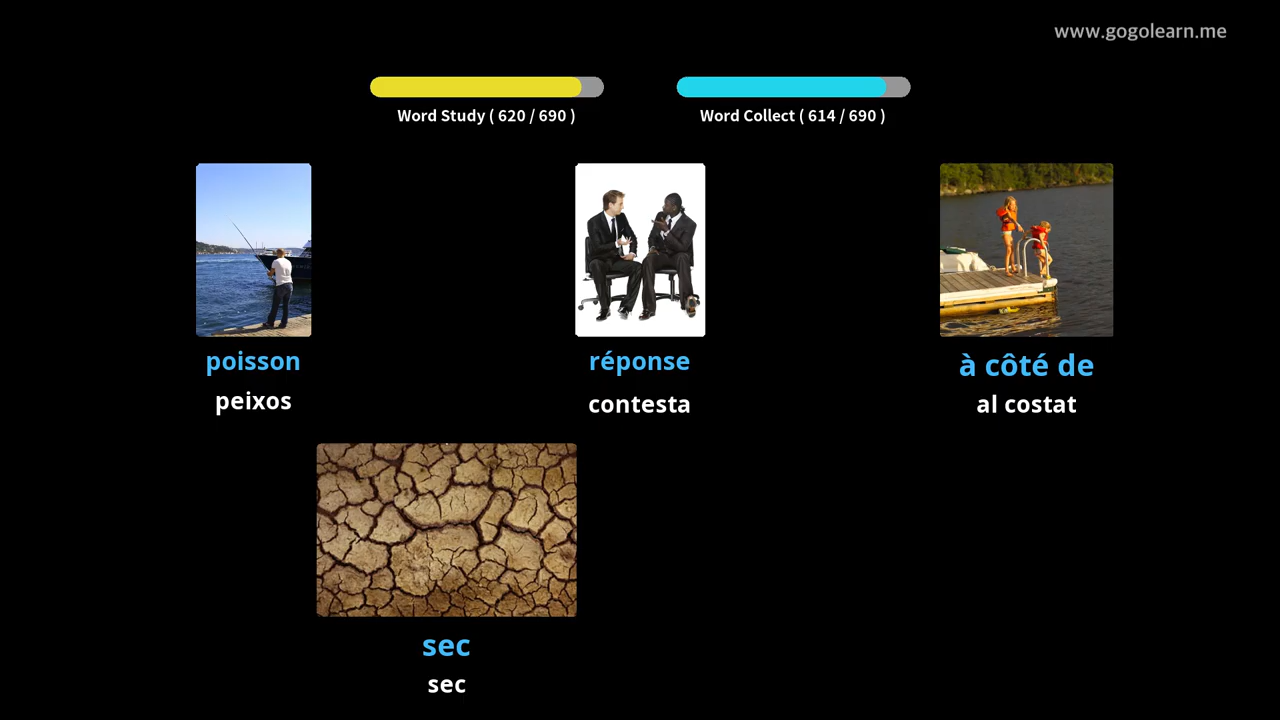 www.gogolearn.me
Word Study ( 620 / 690 )
Word Collect ( 614 / 690 )
poisson
peixos
réponse
contesta
à côté de
al costat
sec
sec